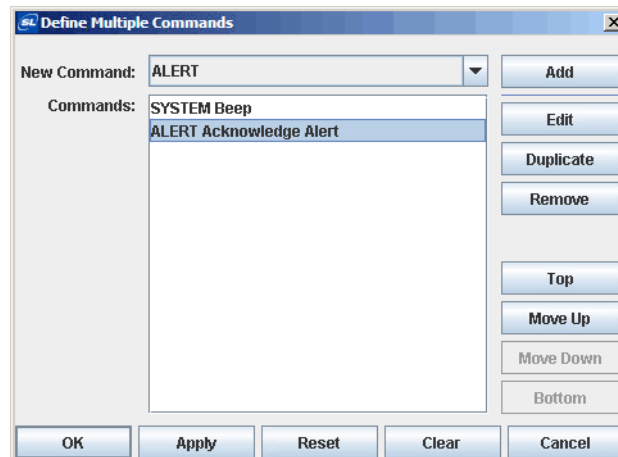 SL Define Multiple Commands
New Command: ALERT Add
Commands: SYSTEM Beep
ALERT Acknowledge Alert
Edit
Duplicate
Remove
Top
Move Up
Move Down
Bottom
OK Apply Reset Clear Cancel